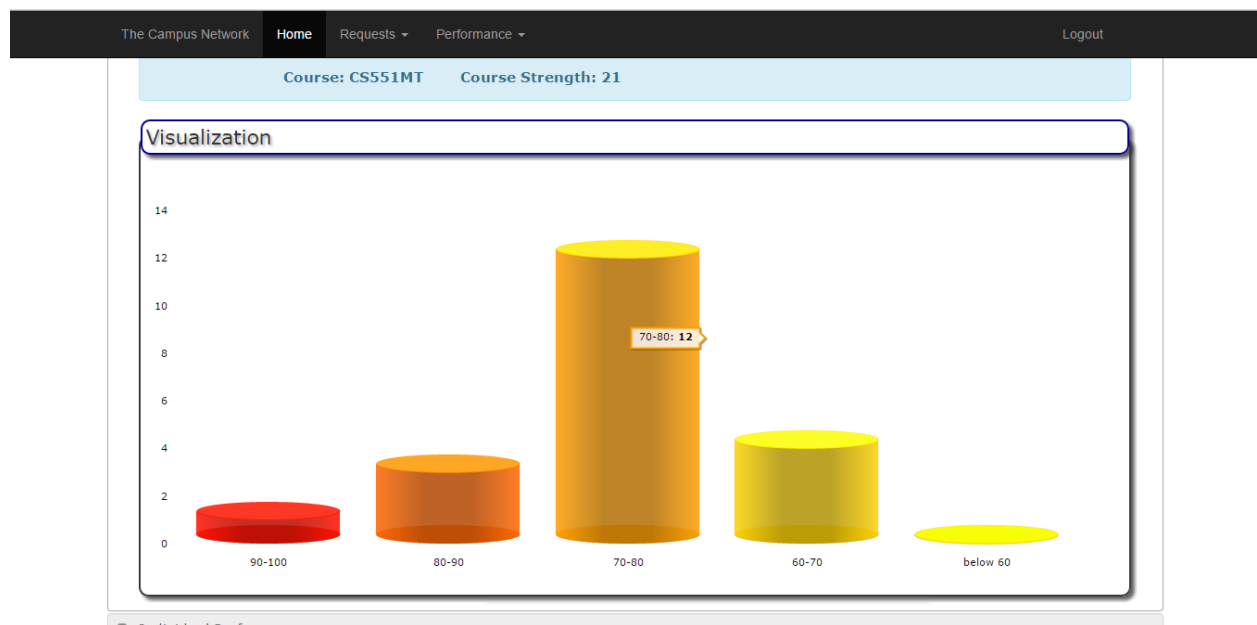 The Campus Network Home Requests Performance Logout
Course: CS551MT Course Strength: 21
Visualization
14
12
10
70-80: 12
8
6
4
2
0
90-100 80-90 70-80 60-70 below 60